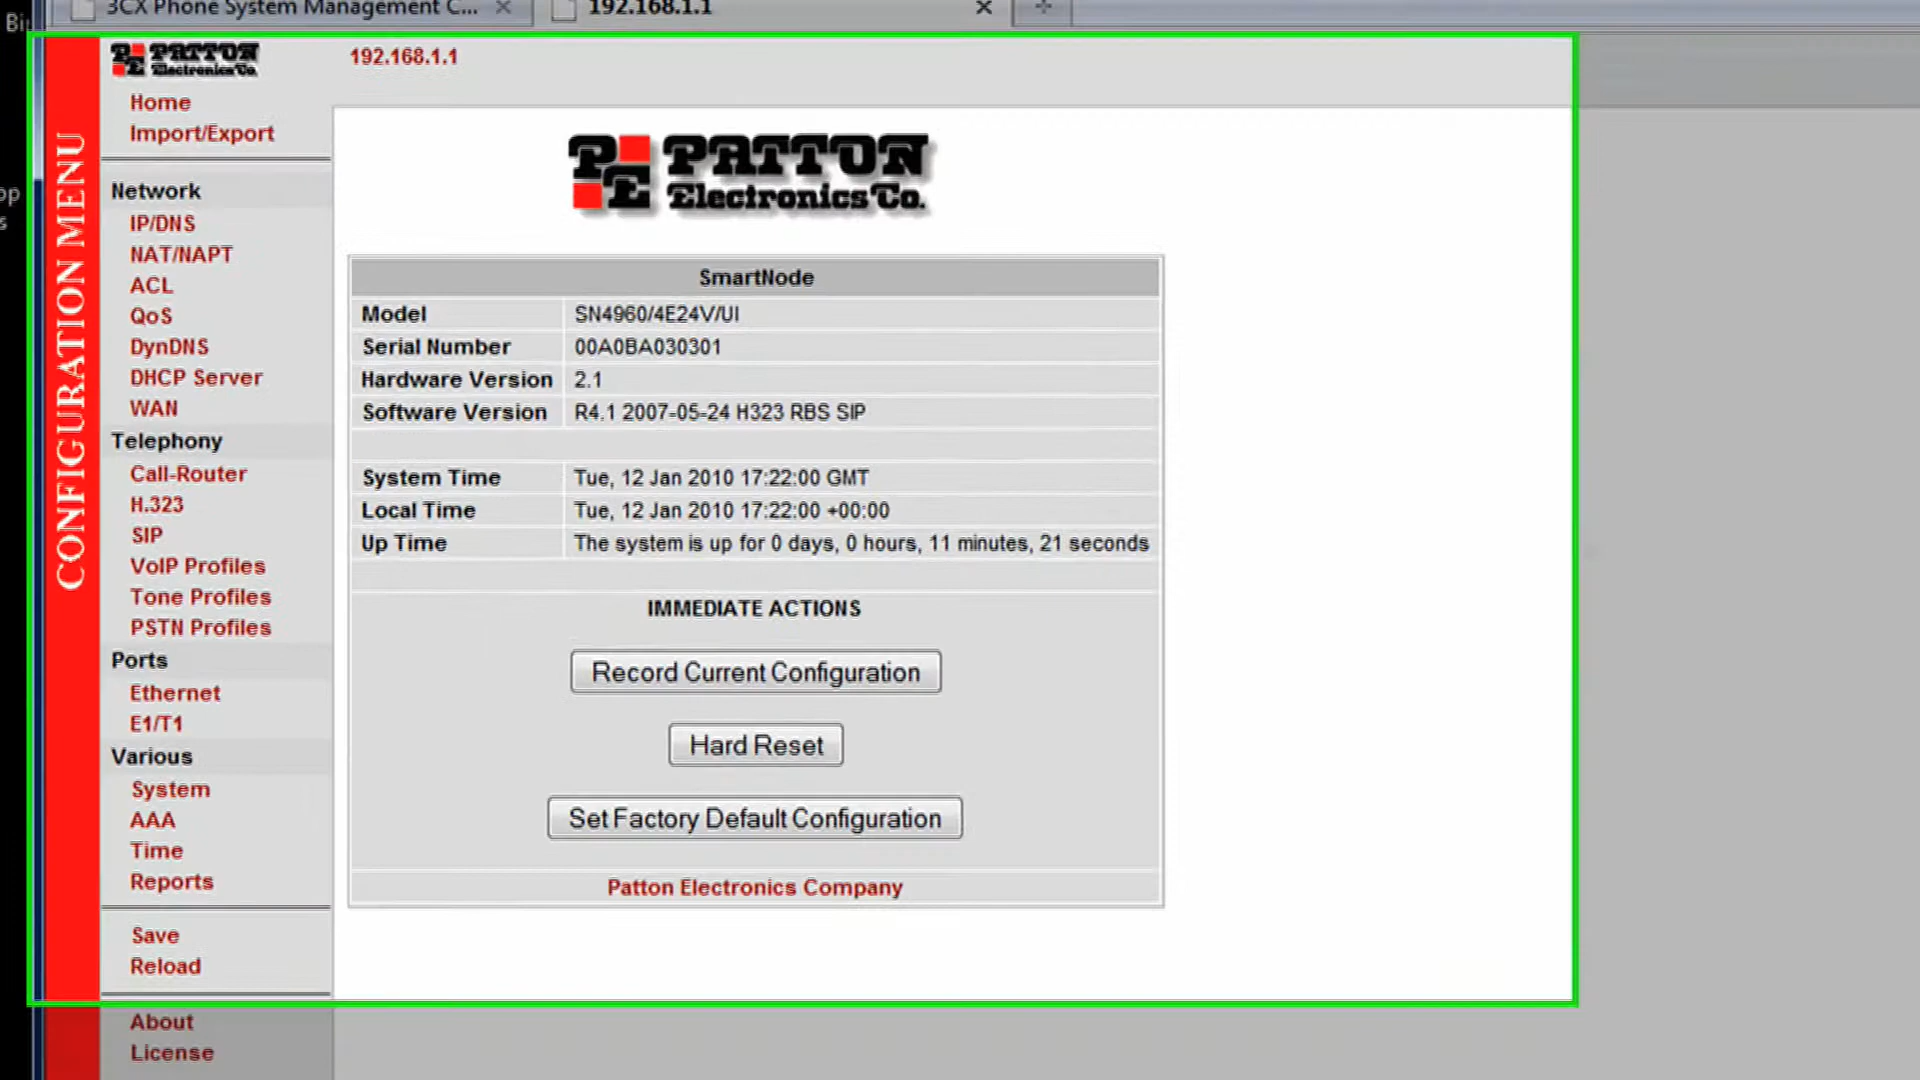 3CX Phone System Management C...
192.168.1.1
PATTON
Electronics Co.
192.168.1.1
CONFIGURATION MENU
Home
Import/Export
Network
IP/DNS
NAT/NAPT
ACL
QoS
DynDNS
DHCP Server
WAN
Telephony
Call-Router
H.323
SIP
VoIP Profiles
Tone Profiles
PSTN Profiles
Ports
Ethernet
E1/T1
Various
System
AAA
Time
Reports
Save
Reload
About
License
PATTON
Electronics Co.
SmartNode
Model SN4960/4E24V/UI
Serial Number 00A0BA030301
Hardware Version 2.1
Software Version R4.1 2007-05-24 H323 RBS SIP
System Time Tue, 12 Jan 2010 17:22:00 GMT
Local Time Tue, 12 Jan 2010 17:22:00 +00:00
Up Time The system is up for 0 days, 0 hours, 11 minutes, 21 seconds
IMMEDIATE ACTIONS
Record Current Configuration
Hard Reset
Set Factory Default Configuration
Patton Electronics Company